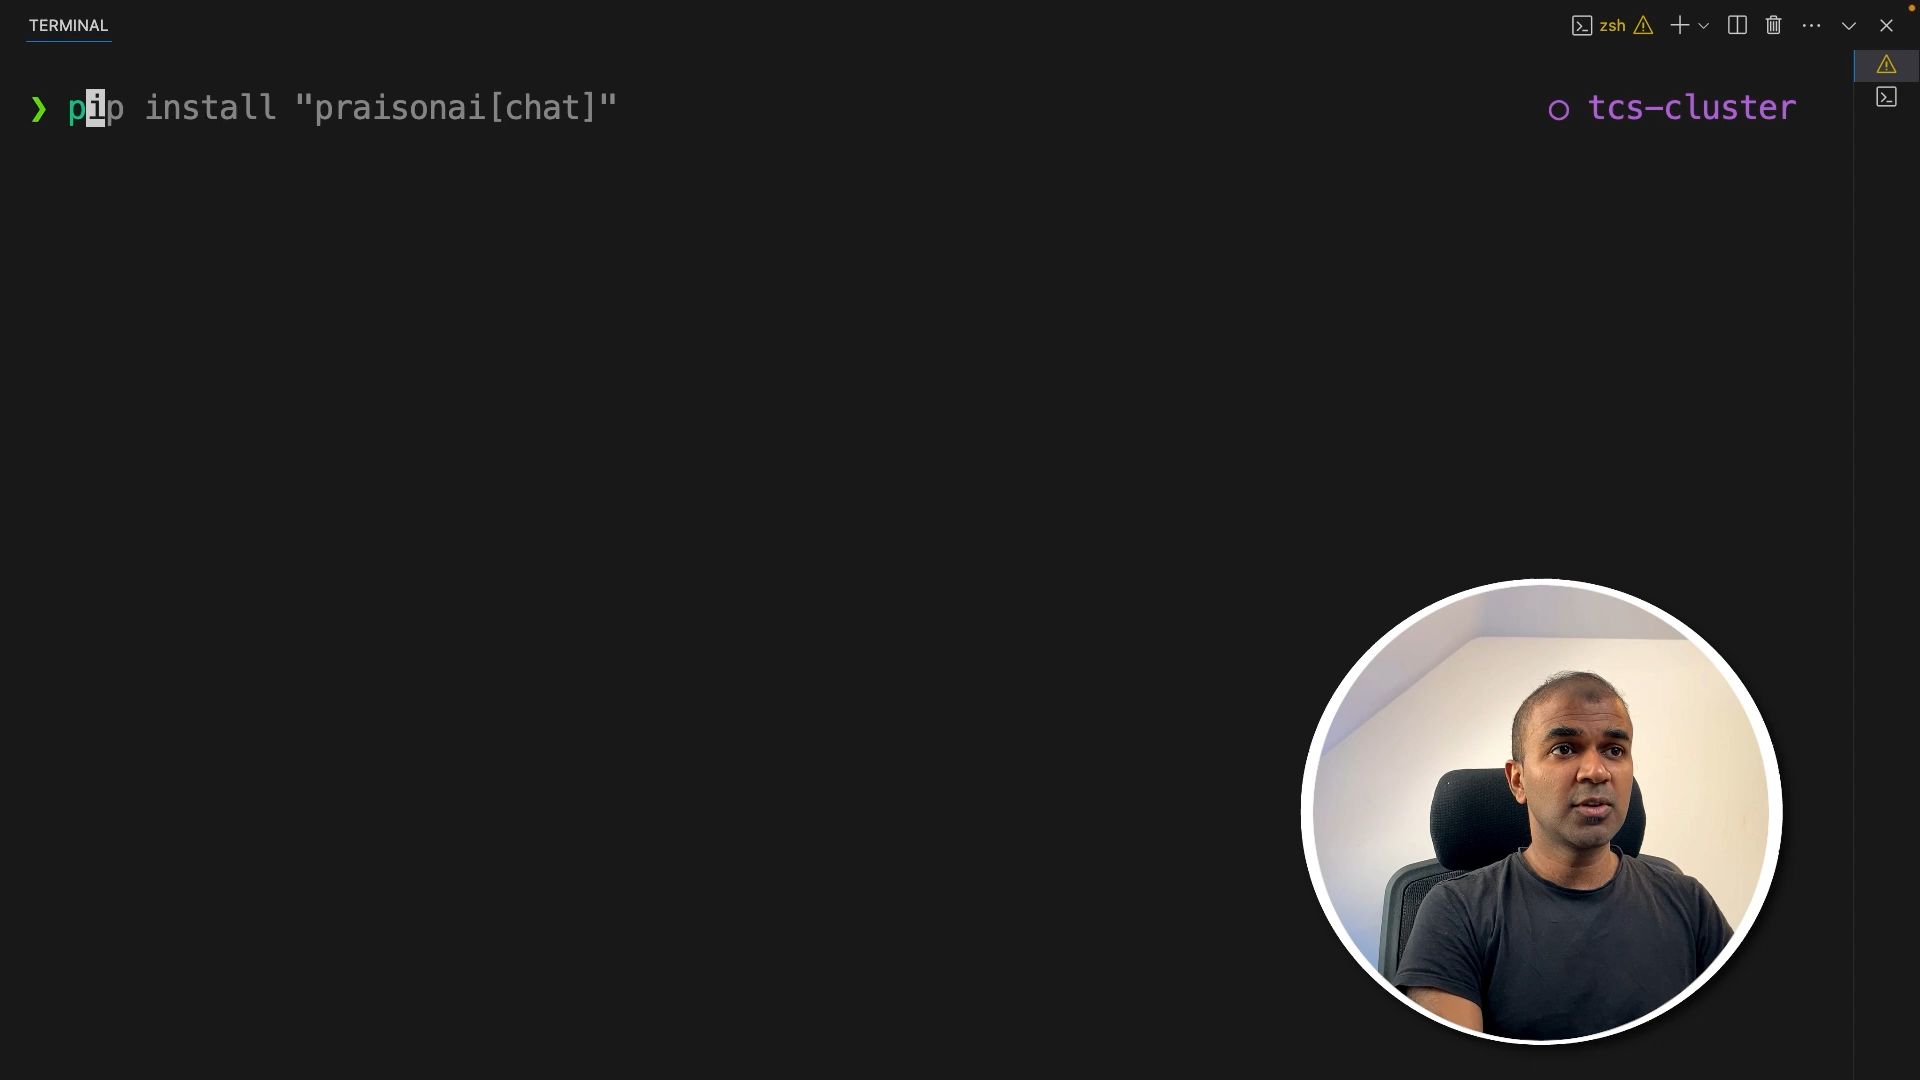 TERMINAL
zsh
❯ pip install "praisonai[chat]"
○ tcs-cluster